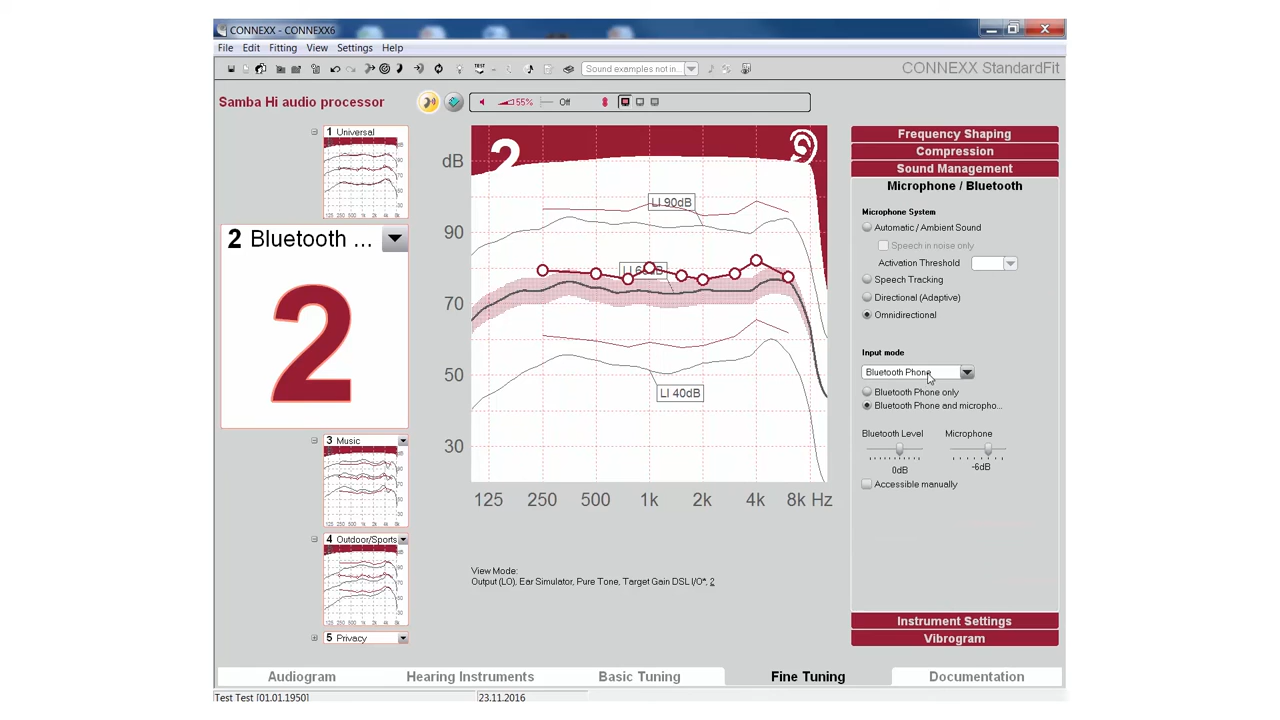 CONNEXX - CONNEXX6
File Edit Fitting View Settings Help
TEST
Sound examples not in...
CONNEXX StandardFit
Samba Hi audio processor
55%
Off
1 Universal
2 Bluetooth ...
2
3 Music
4 Outdoor/Sports
5 Privacy
2
dB
90
70
50
30
LI 90dB
LI 40dB
125 250 500 1k 2k 4k 8k Hz
View Mode:
Output (LO), Ear Simulator, Pure Tone, Target Gain DSL I/O*, 2
Frequency Shaping
Compression
Sound Management
Microphone / Bluetooth
Microphone System
Automatic / Ambient Sound
Speech in noise only
Activation Threshold
Speech Tracking
Directional (Adaptive)
Omnidirectional
Input mode
Bluetooth Phone
Bluetooth Phone only
Bluetooth Phone and micropho...
Bluetooth Level Microphone
0dB -6dB
Accessible manually
Instrument Settings
Vibrogram
Audiogram Hearing Instruments Basic Tuning Fine Tuning Documentation
Test Test [01.01.1950] 23.11.2016